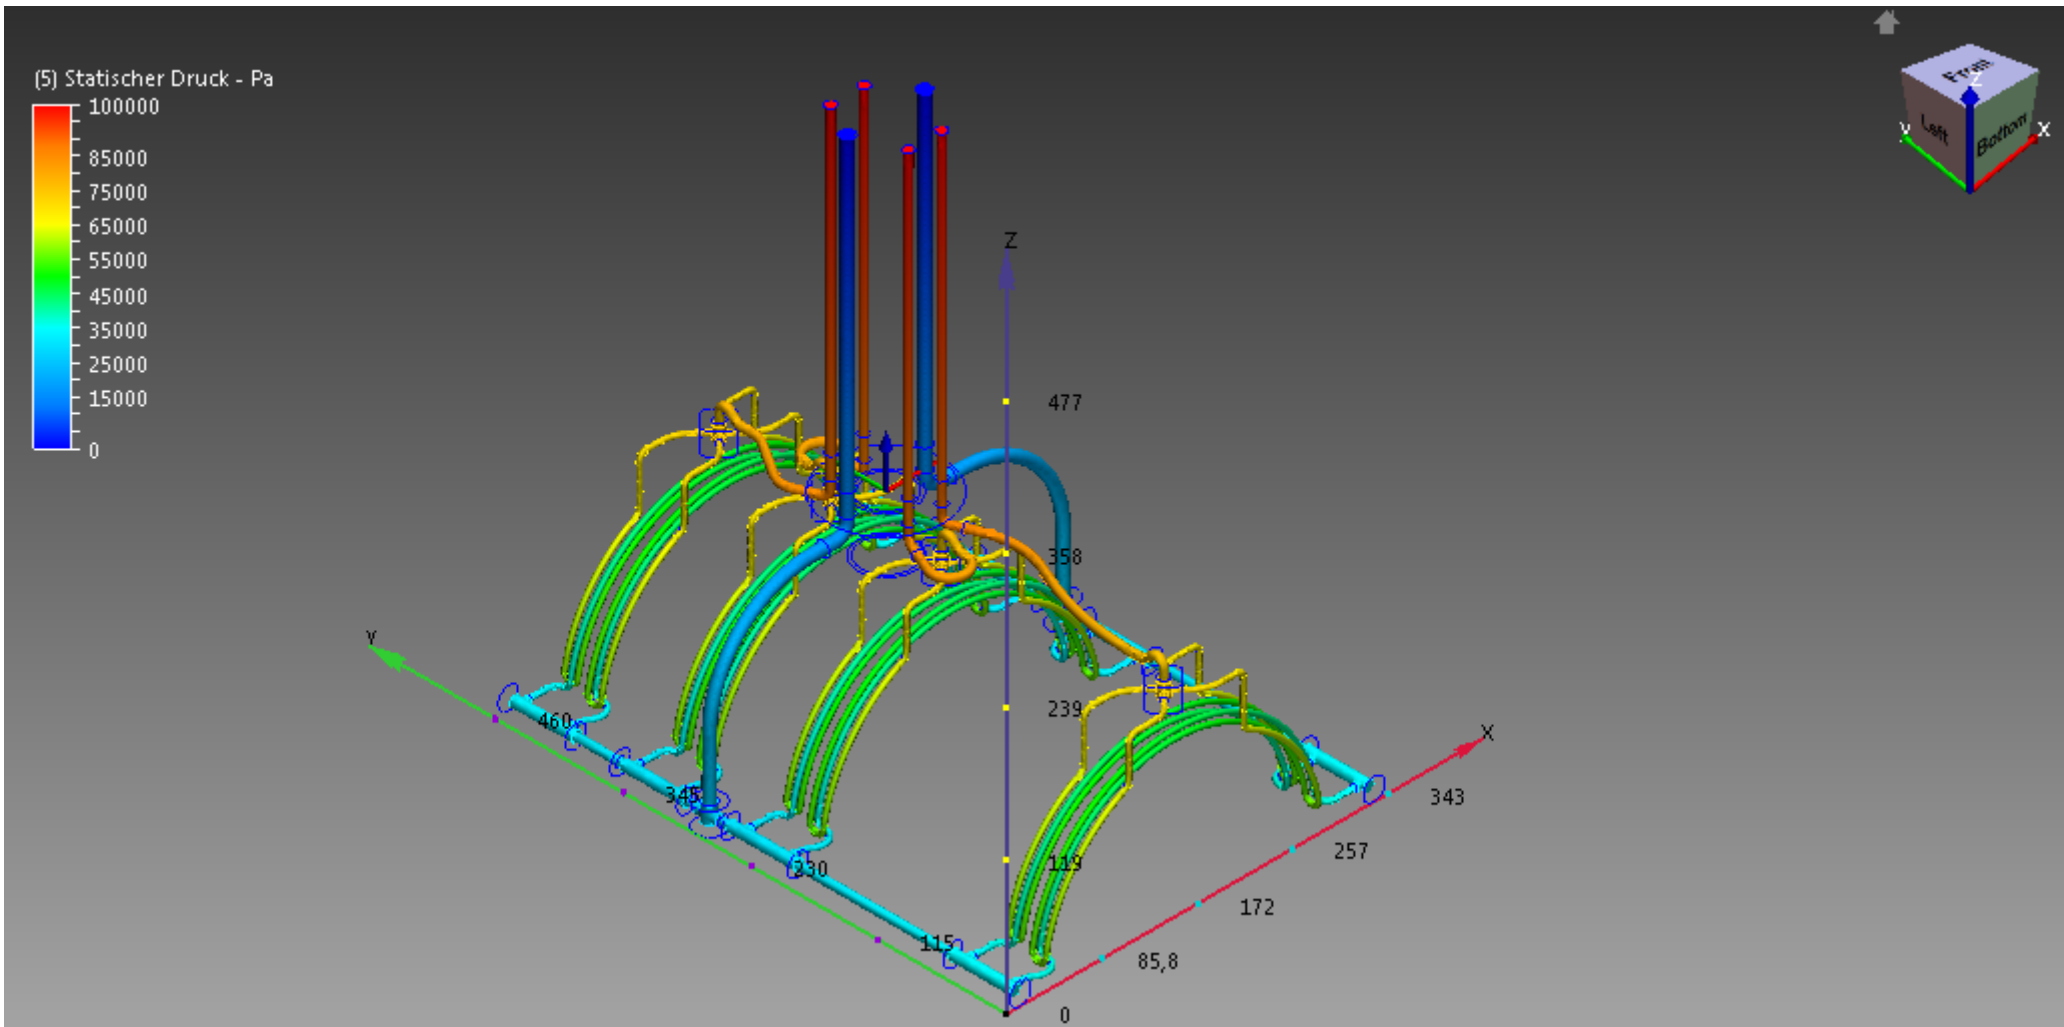 (5) Statischer Druck - Pa
100000
85000
75000
65000
55000
45000
35000
25000
15000
0
Front
Z
Left
Bottom
Y
X
Z
477
358
239
119
Y
460
345
230
115
X
343
257
172
85,8
0